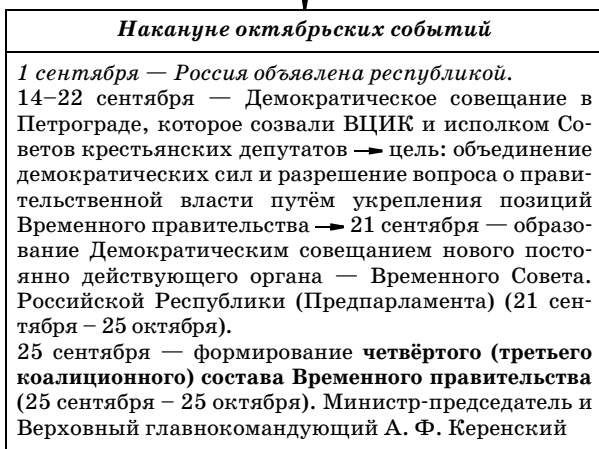 Накануне октябрьских событий
1 сентября — Россия объявлена республикой.
14–22 сентября — Демократическое совещание в
Петрограде, которое созвали ВЦИК и исполком Со-
ветов крестьянских депутатов → цель: объединение
демократических сил и разрешение вопроса о прави-
тельственной власти путём укрепления позиций
Временного правительства → 21 сентября — образо-
вание Демократическим совещанием нового посто-
янно действующего органа — Временного Совета.
Российской Республики (Предпарламента) (21 сен-
тября – 25 октября).
25 сентября — формирование четвёртого (третьего
коалиционного) состава Временного правительства
(25 сентября – 25 октября). Министр-председатель и
Верховный главнокомандующий А. Ф. Керенский